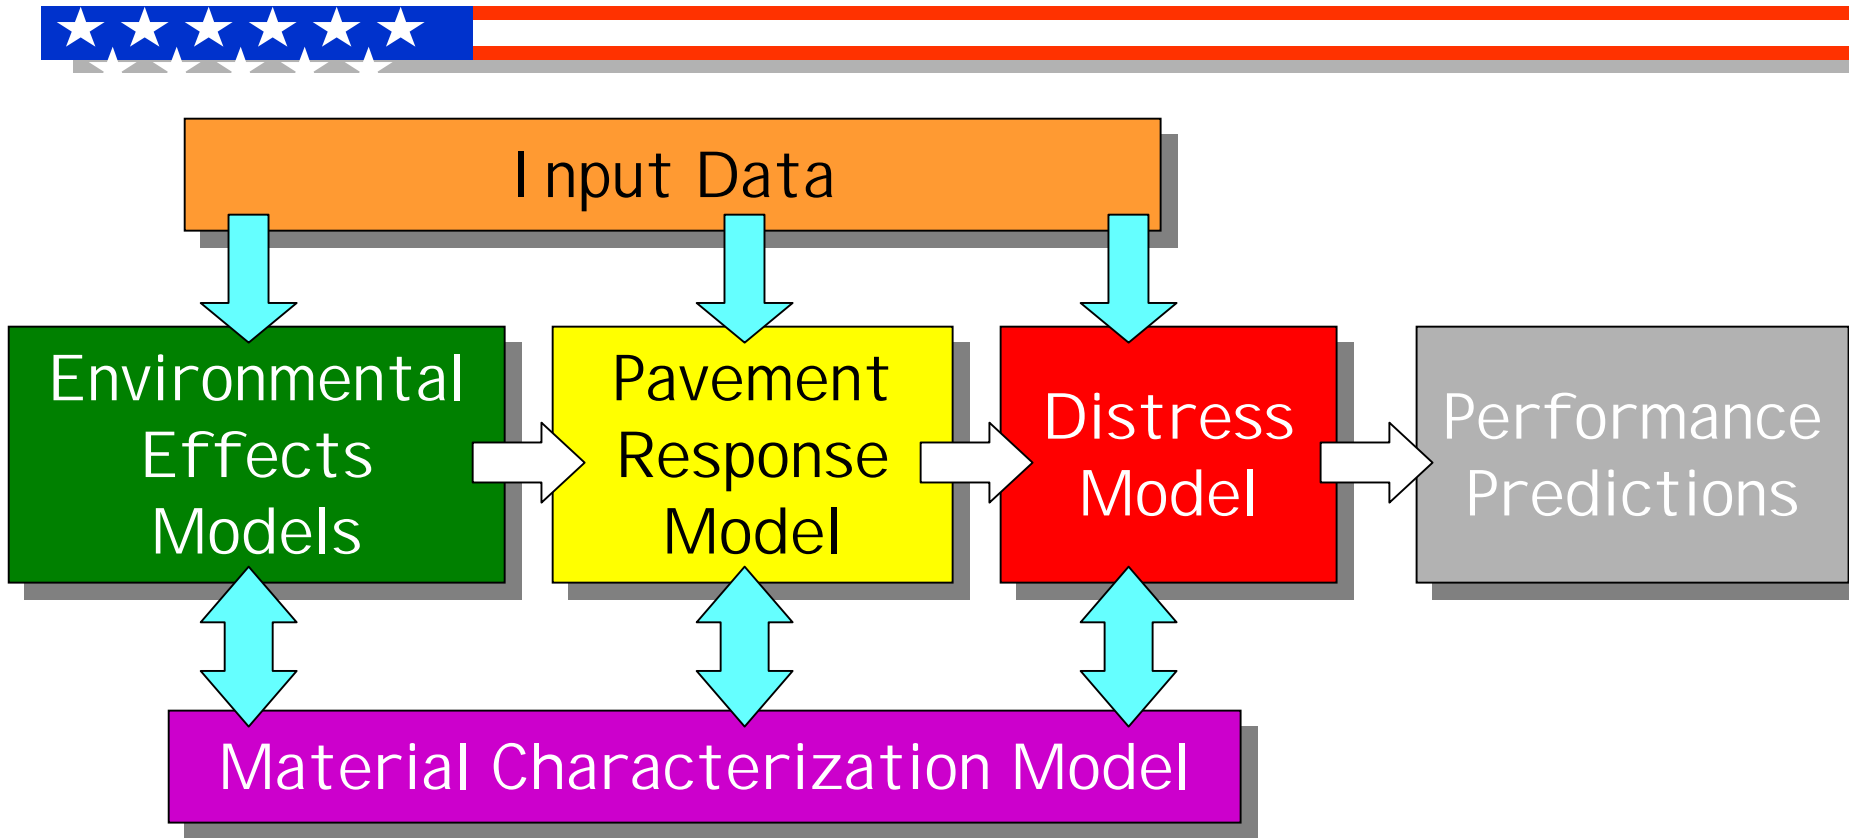 Input Data
Environmental
Effects
Models
Pavement
Response
Model
Distress
Model
Performance
Predictions
Material Characterization Model